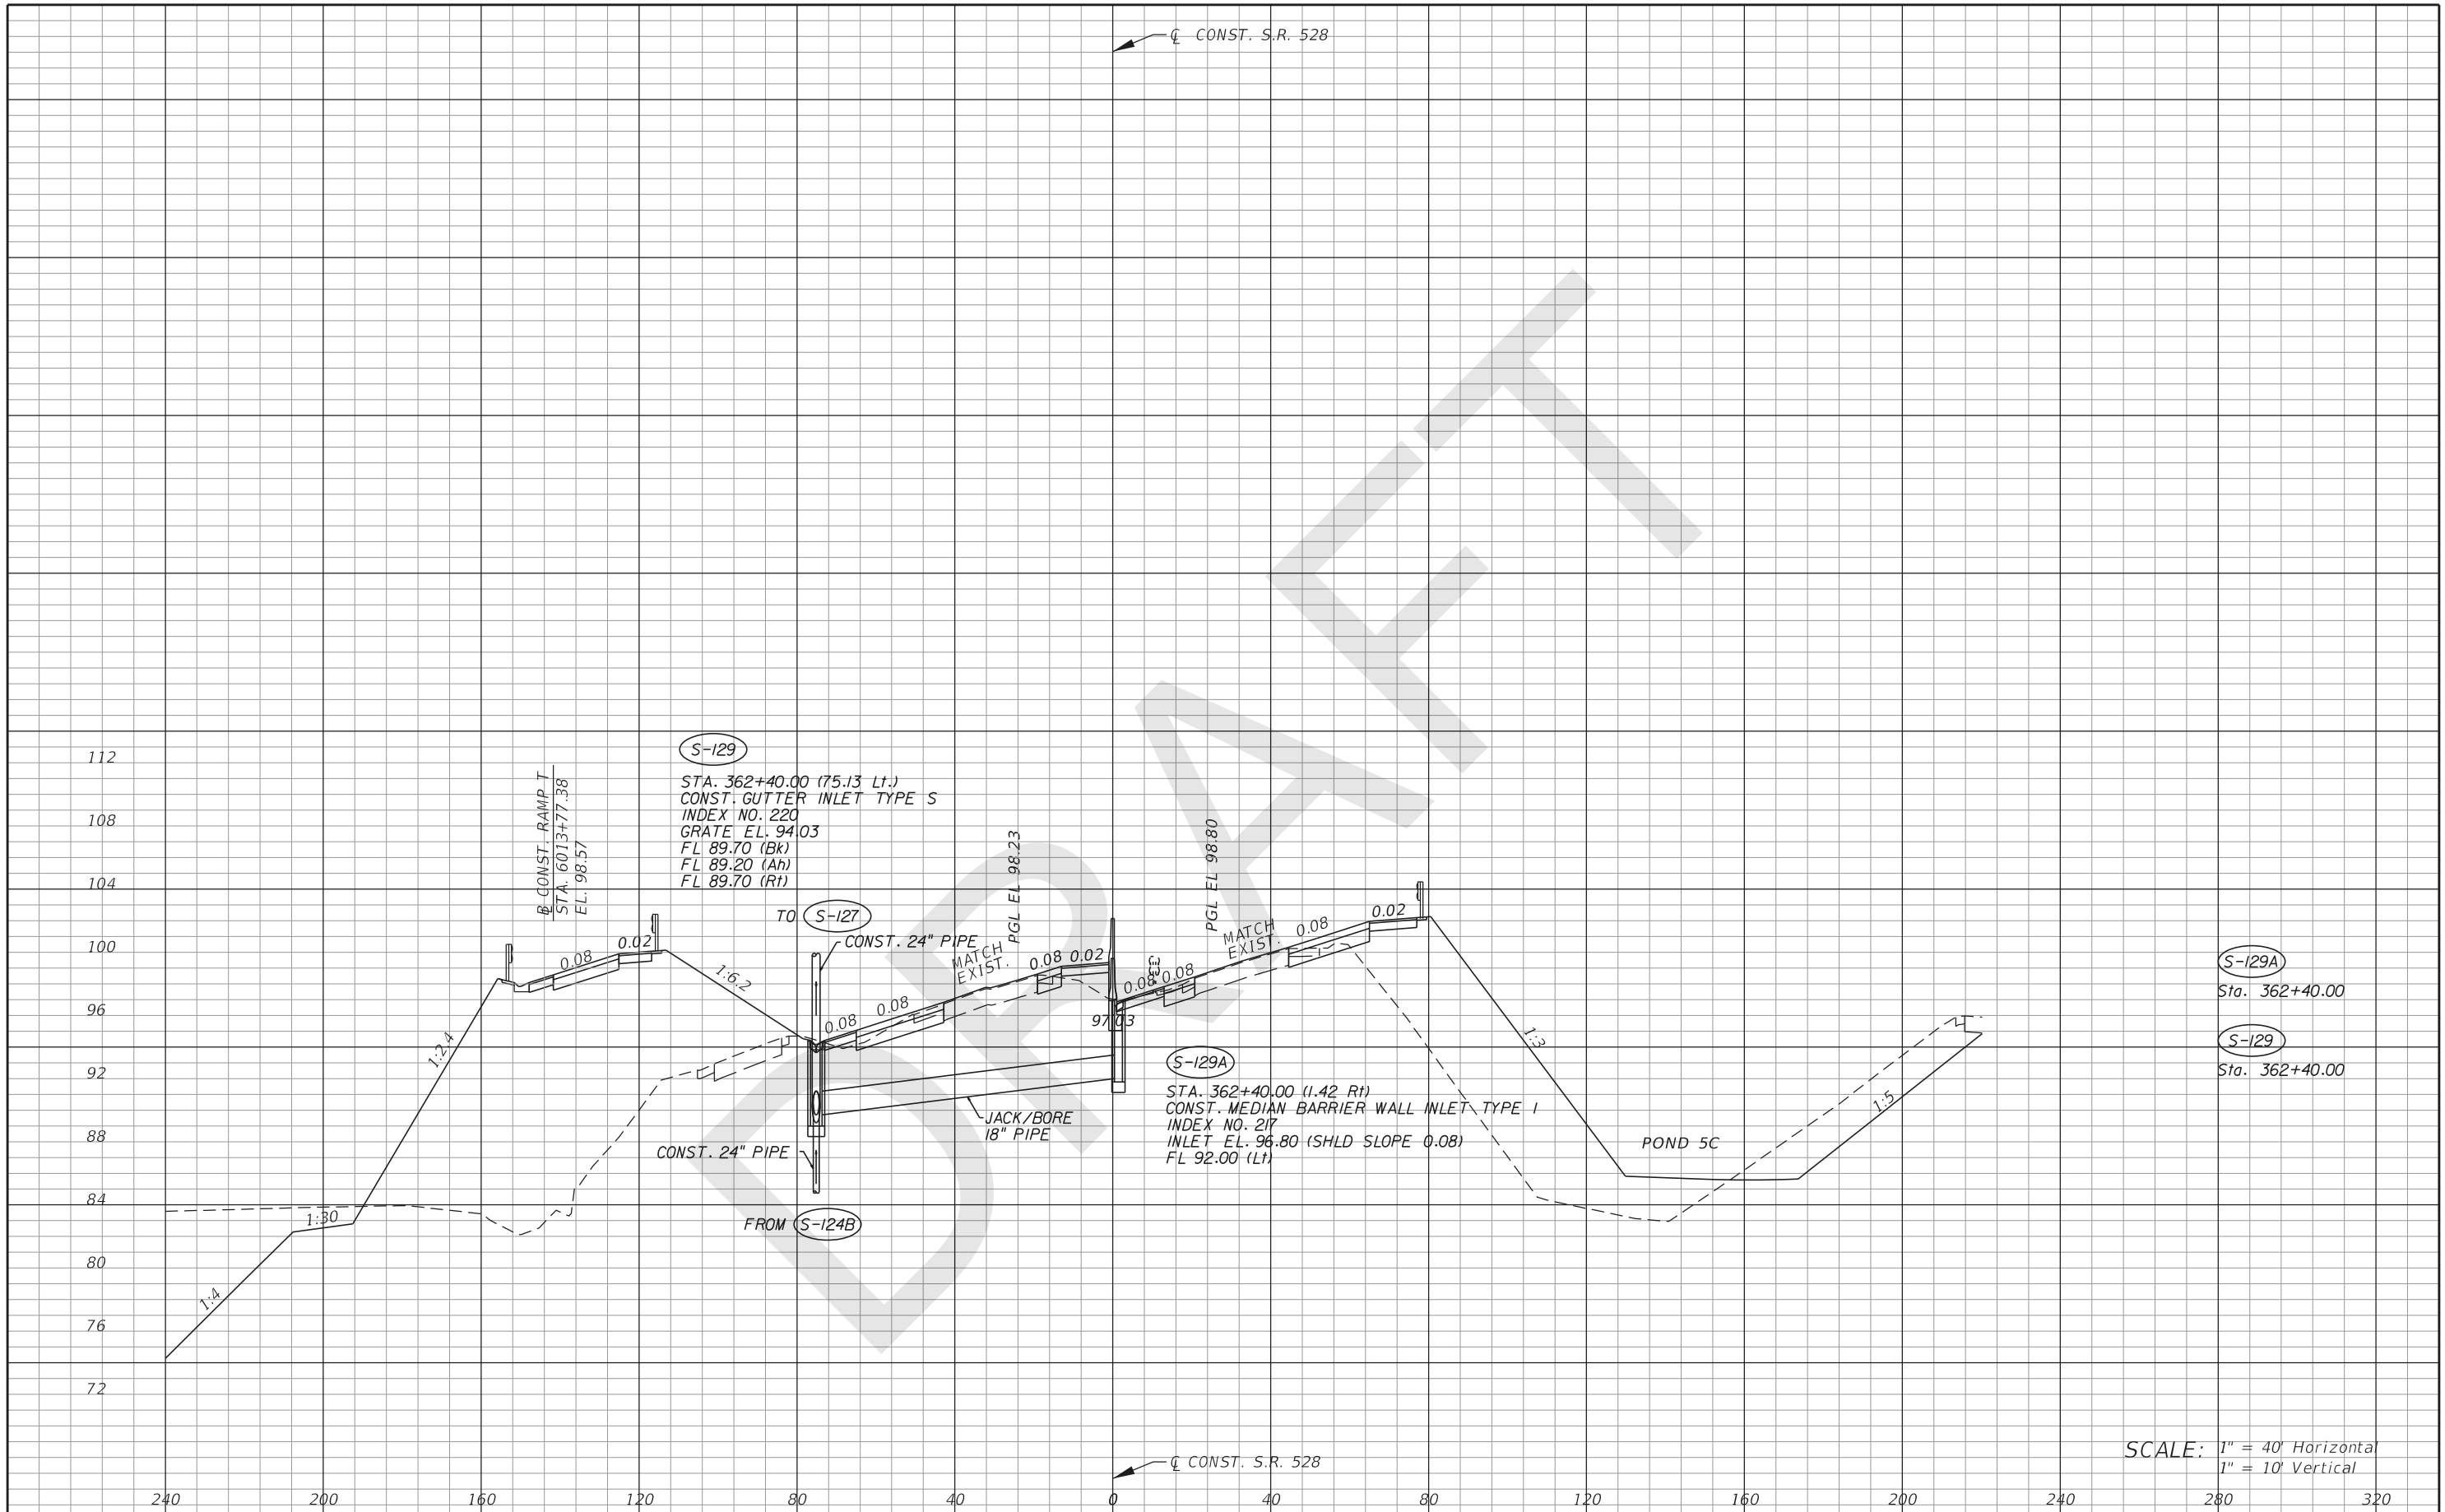 ℄ CONST. S.R. 528
DRAFT
112
108
104
100
96
92
88
84
80
76
72
℄ CONST. RAMP T
STA. 6013+77.38
EL. 98.57
S-129
STA. 362+40.00 (75.13 Lt.)
CONST. GUTTER INLET TYPE S
INDEX NO. 220
GRATE EL. 94.03
FL 89.70 (Bk)
FL 89.20 (Ah)
FL 89.70 (Rt)
TO S-127
CONST. 24" PIPE
PGL EL 98.23
PGL EL 98.80
1:4
1:30
1:2.4
0.08
0.02
1:6.2
0.08
0.08
MATCH
EXIST.
0.08
0.02
97.03
0.08
0.08
MATCH
EXIST.
0.08
0.02
1:3
1:5
POND 5C
S-129A
STA. 362+40.00 (1.42 Rt)
CONST. MEDIAN BARRIER WALL INLET TYPE I
INDEX NO. 217
INLET EL. 96.80 (SHLD SLOPE 0.08)
FL 92.00 (Lt)
JACK/BORE
18" PIPE
CONST. 24" PIPE
FROM S-124B
S-129A
Sta. 362+40.00
S-129
Sta. 362+40.00
℄ CONST. S.R. 528
SCALE: 1" = 40' Horizontal
1" = 10' Vertical
240 200 160 120 80 40 0 40 80 120 160 200 240 280 320